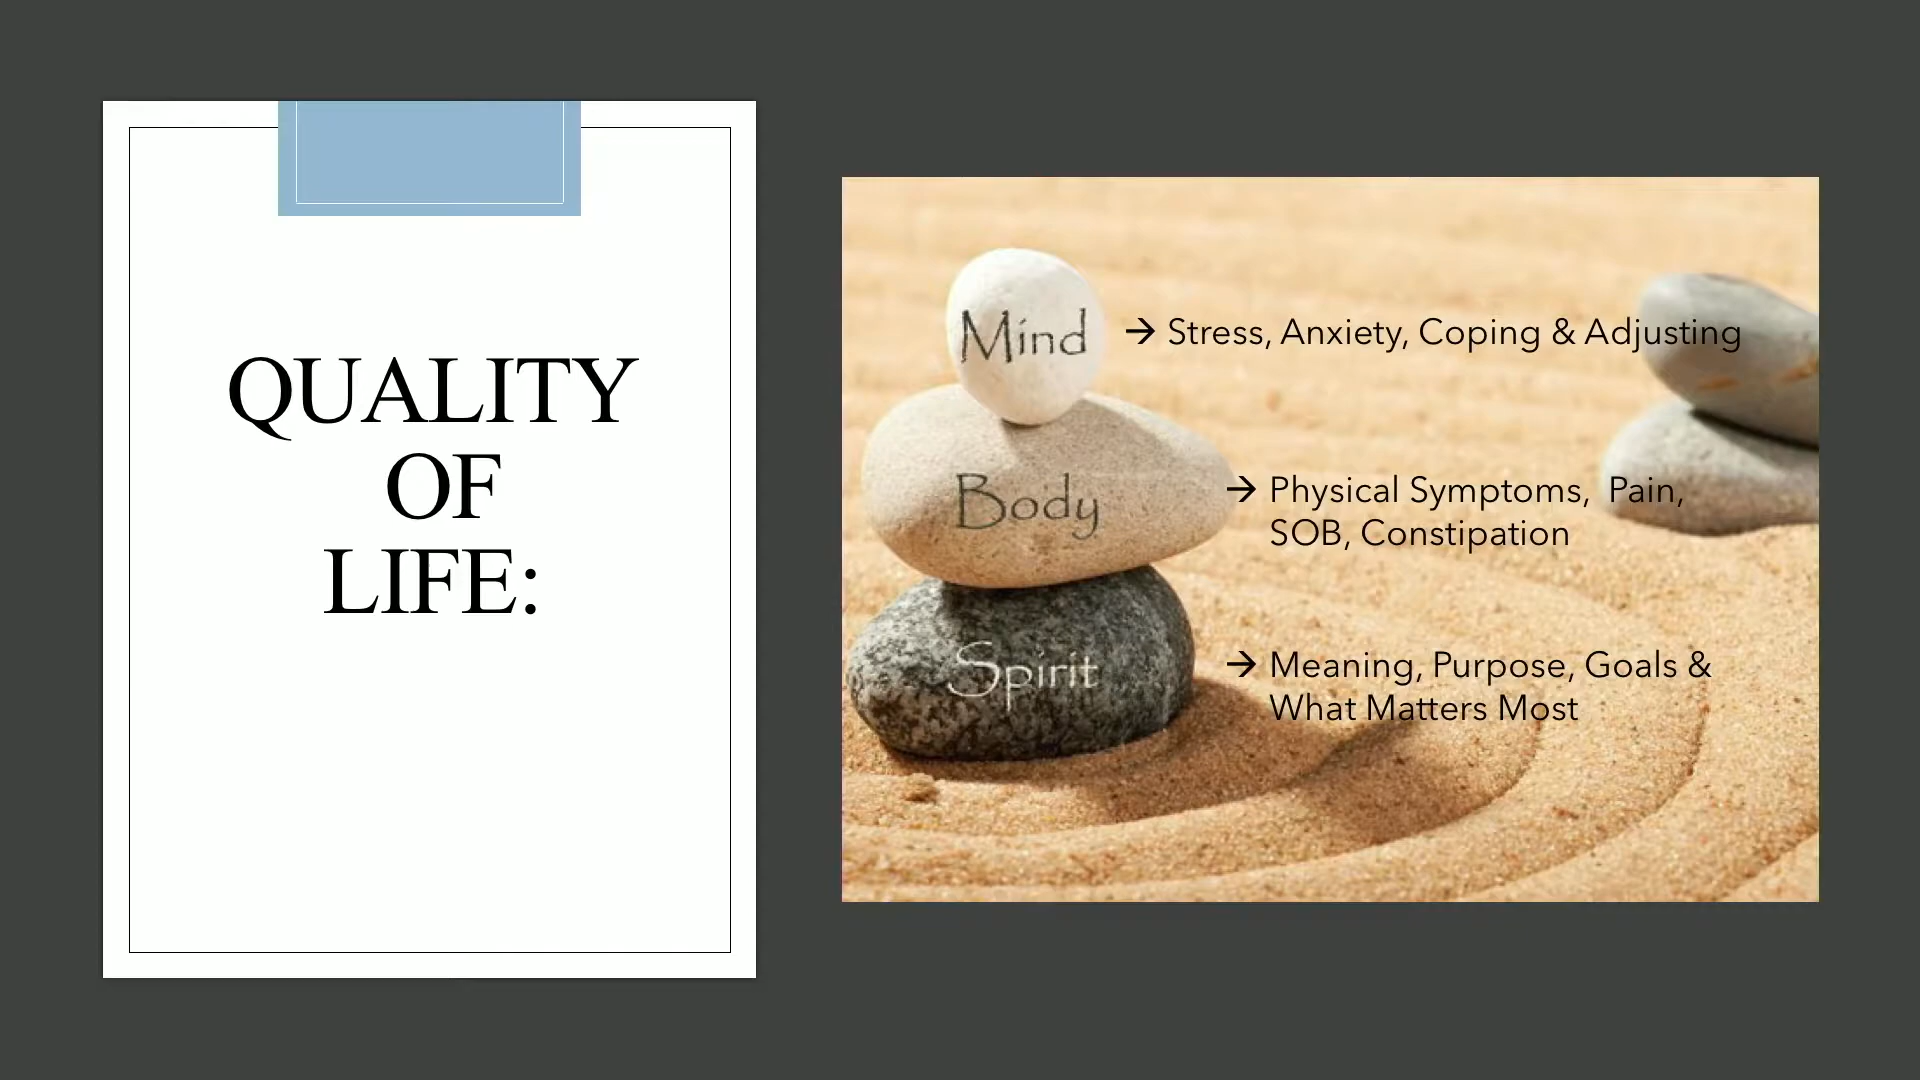 QUALITY
OF
LIFE:
Mind
→ Stress, Anxiety, Coping & Adjusting
Body
→ Physical Symptoms, Pain,
SOB, Constipation
Spirit
→ Meaning, Purpose, Goals &
What Matters Most